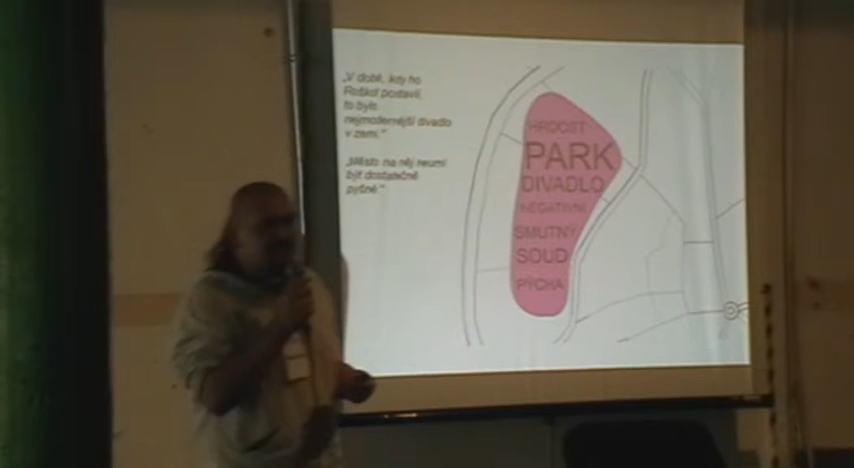 „V době, kdy ho
Roškot postavil,
to bylo
nejmodernější divadlo
v zemi.“
„Město na něj neumí
být dostatečně
pyšné.“
HRDOST
PARK
DIVADLO
NEGATIVNÍ
SMUTNÝ
SOUD
PÝCHA